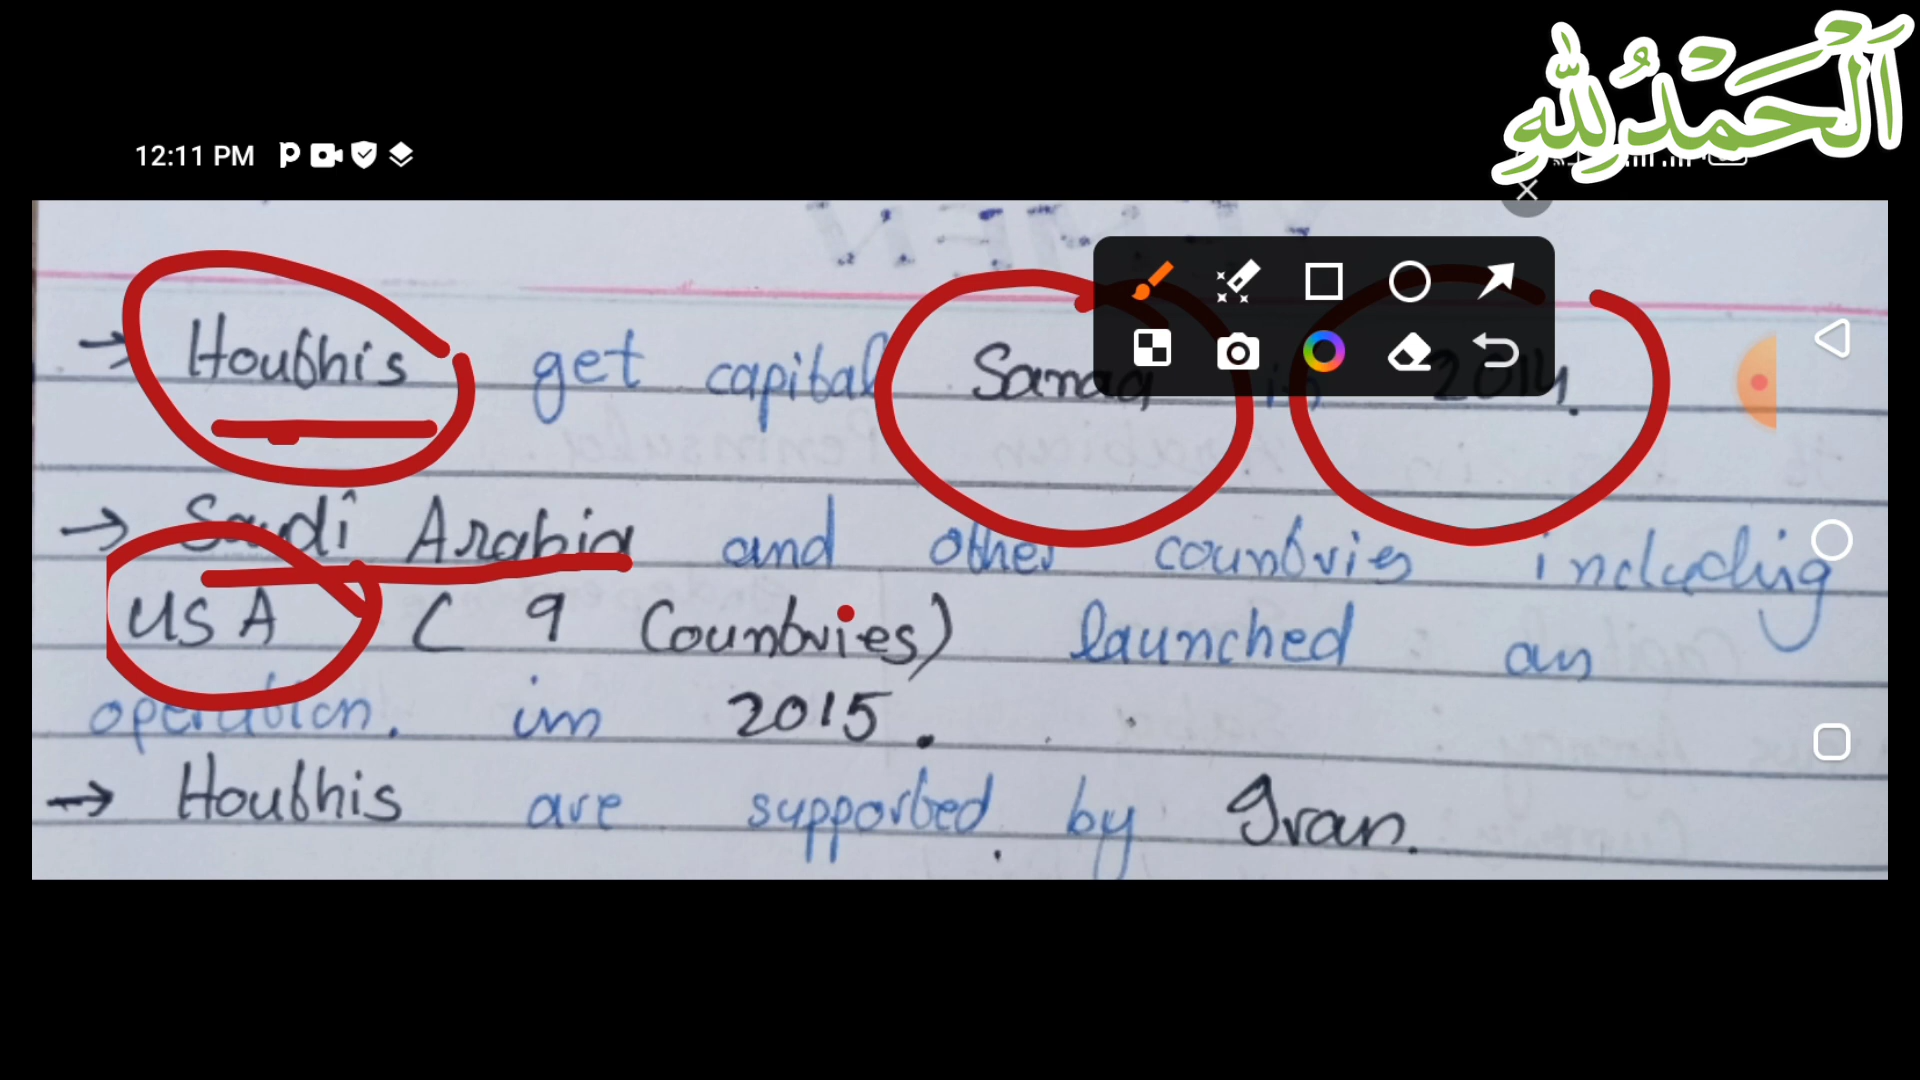 اَلْحَمْدُلِلّٰهِ
12:11 PM
YEMEN
→ Houthis get capital Sanaa in 2014.
→ Saudi Arabia and other countries including
USA ( 9 Countries) launched an
operation. in 2015.
→ Houthis are supported by Iran.